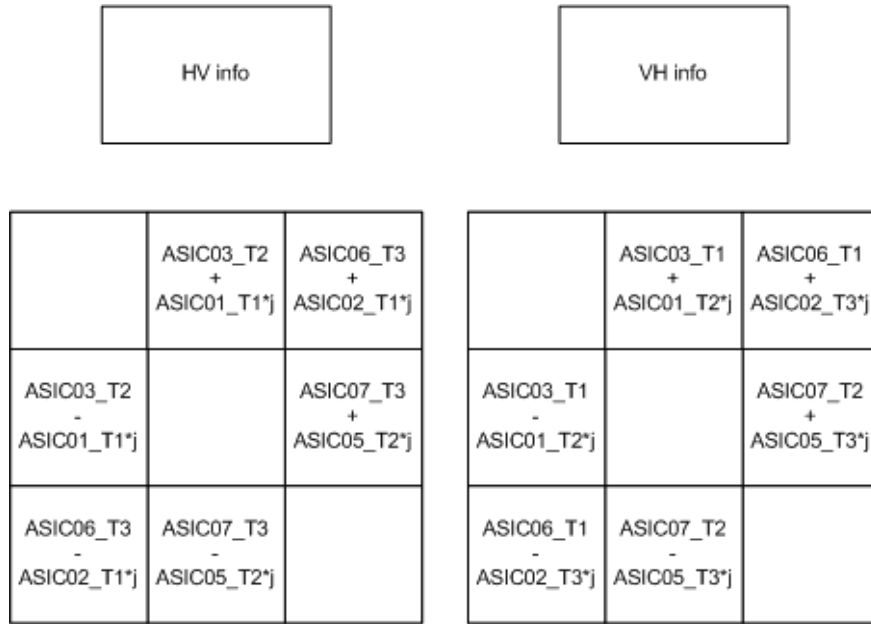 HV info
VH info
ASIC03_T2
+
ASIC01_T1*j
ASIC06_T3
+
ASIC02_T1*j
ASIC03_T2
-
ASIC01_T1*j
ASIC07_T3
+
ASIC05_T2*j
ASIC06_T3
-
ASIC02_T1*j
ASIC07_T3
-
ASIC05_T2*j
ASIC03_T1
+
ASIC01_T2*j
ASIC06_T1
+
ASIC02_T3*j
ASIC03_T1
-
ASIC01_T2*j
ASIC07_T2
+
ASIC05_T3*j
ASIC06_T1
-
ASIC02_T3*j
ASIC07_T2
-
ASIC05_T3*j